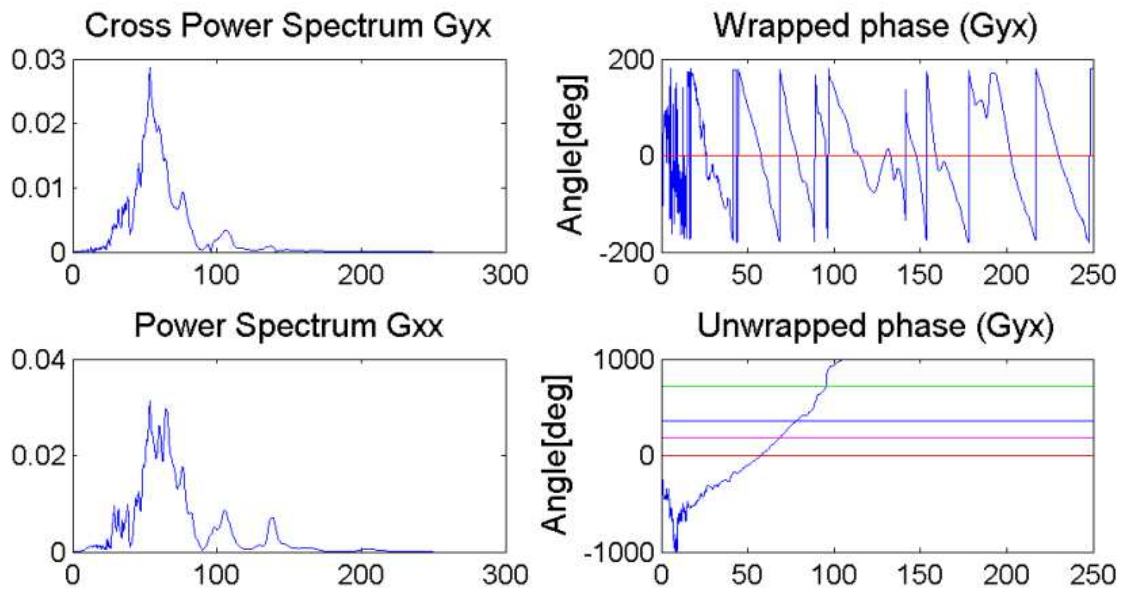 Cross Power Spectrum Gyx
0.03
0.02
0.01
0
0 100 200 300
Wrapped phase (Gyx)
Angle[deg]
200
0
-200
0 50 100 150 200 250
Power Spectrum Gxx
0.04
0.02
0
0 100 200 300
Unwrapped phase (Gyx)
Angle[deg]
1000
0
-1000
0 50 100 150 200 250